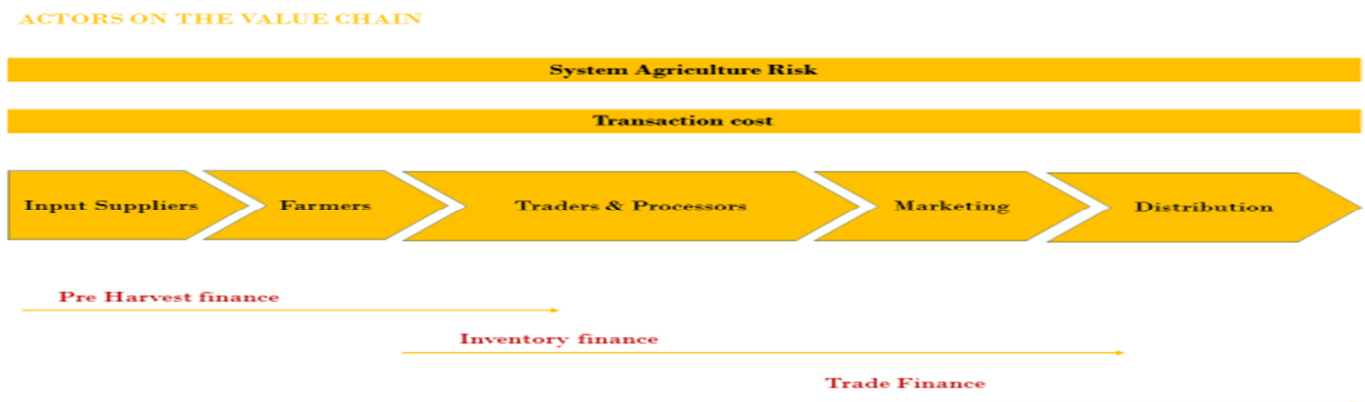 ACTORS ON THE VALUE CHAIN
System Agriculture Risk
Transaction cost
Input Suppliers
Farmers
Traders & Processors
Marketing
Distribution
Pre Harvest finance
Inventory finance
Trade Finance